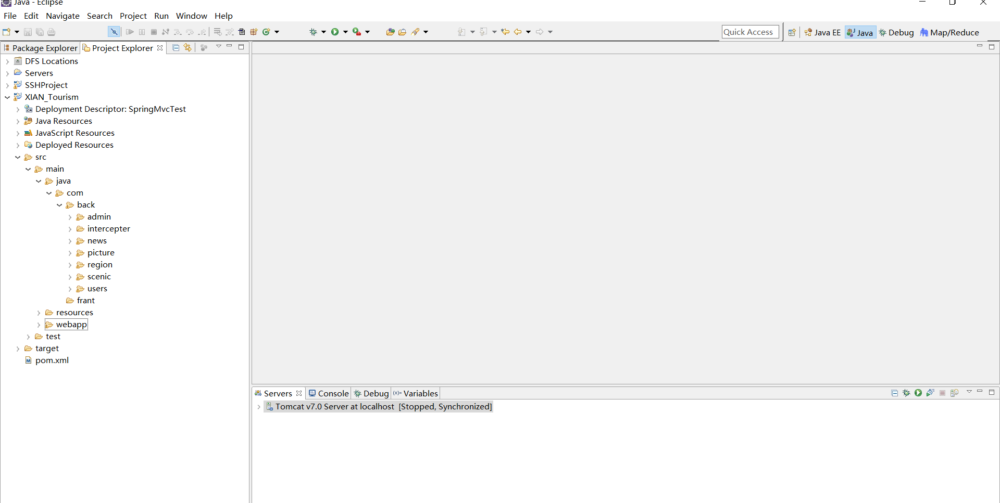 Java - Eclipse
File Edit Navigate Search Project Run Window Help
Quick Access Java EE Java Debug Map/Reduce
Package Explorer Project Explorer
DFS Locations
Servers
SSHProject
XIAN_Tourism
Deployment Descriptor: SpringMvcTest
Java Resources
JavaScript Resources
Deployed Resources
src
main
java
com
back
admin
intercepter
news
picture
region
scenic
users
frant
resources
webapp
test
target
pom.xml
Servers Console Debug (x)= Variables
Tomcat v7.0 Server at localhost [Stopped, Synchronized]